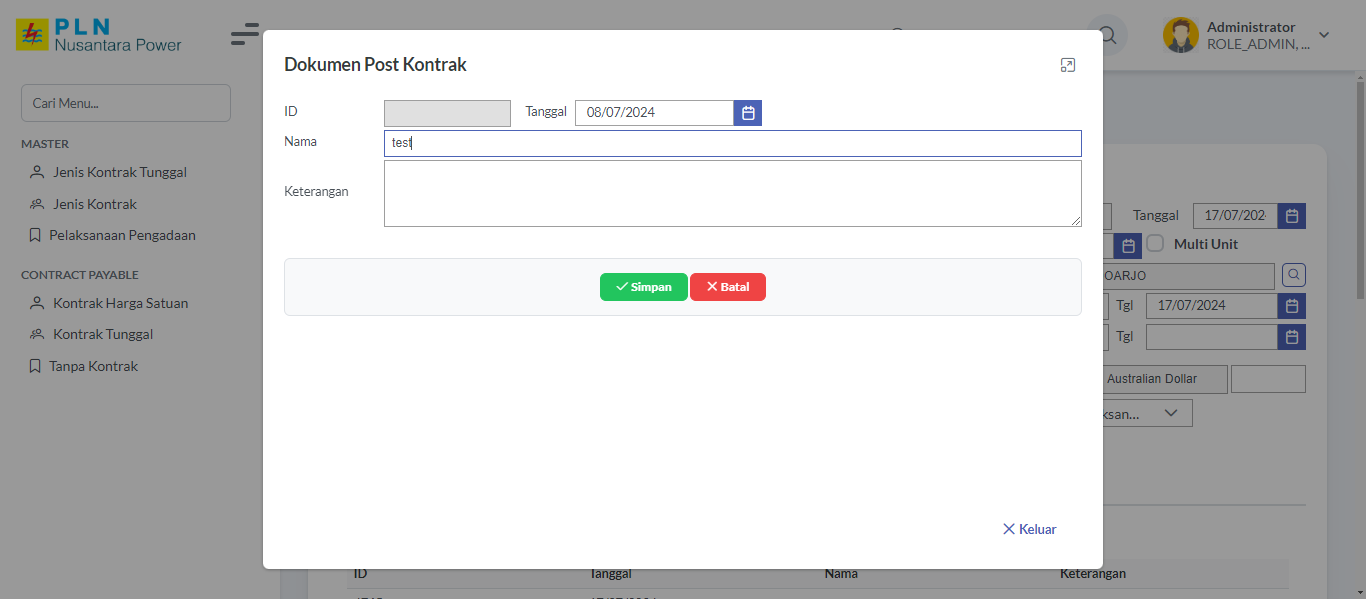 PLN
Nusantara Power
Administrator
ROLE_ADMIN, ...
Cari Menu...
MASTER
Jenis Kontrak Tunggal
Jenis Kontrak
Pelaksanaan Pengadaan
CONTRACT PAYABLE
Kontrak Harga Satuan
Kontrak Tunggal
Tanpa Kontrak
Dokumen Post Kontrak
ID
Tanggal 08/07/2024
Nama test
Keterangan
Simpan Batal
Keluar
Tanggal 17/07/202
Multi Unit
OARJO
Tgl 17/07/2024
Tgl
Australian Dollar
ksan...
ID Tanggal Nama Keterangan